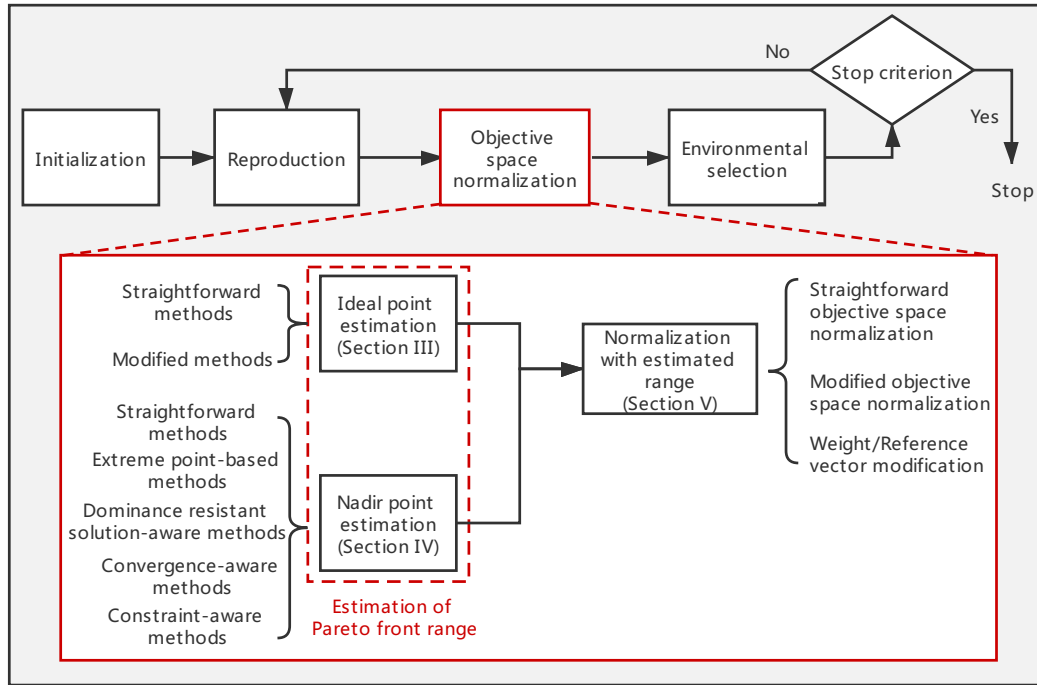 No
Stop criterion
Yes
Stop
Initialization
Reproduction
Objective
space
normalization
Environmental
selection
Straightforward
methods
Modified methods
Ideal point
estimation
(Section III)
Straightforward
methods
Extreme point-based
methods
Dominance resistant
solution-aware methods
Convergence-aware
methods
Constraint-aware
methods
Nadir point
estimation
(Section IV)
Estimation of
Pareto front range
Normalization
with estimated
range
(Section V)
Straightforward
objective space
normalization
Modified objective
space normalization
Weight/Reference
vector modification